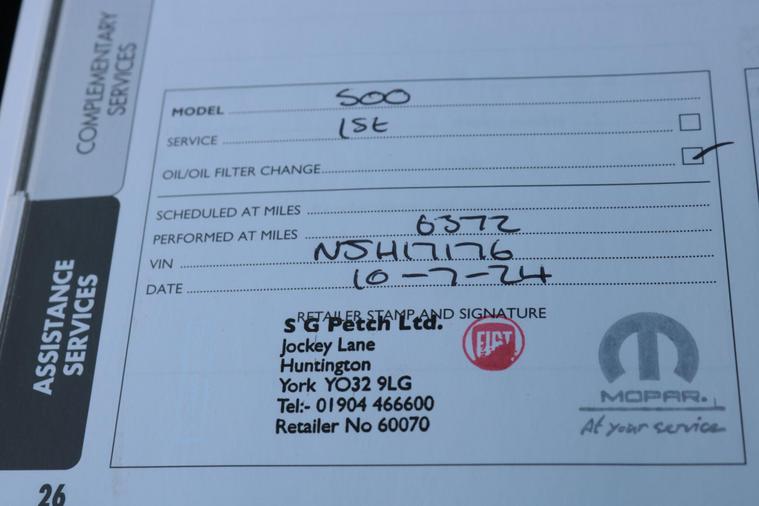 COMPLEMENTARY
SERVICES
ASSISTANCE
SERVICES
MODEL 500
SERVICE 1st
OIL/OIL FILTER CHANGE
SCHEDULED AT MILES
PERFORMED AT MILES 6372
VIN NJH17176
DATE 10-7-24
RETAILER STAMP AND SIGNATURE
S G Petch Ltd.
Jockey Lane
Huntington
York YO32 9LG
Tel:- 01904 466600
Retailer No 60070
FIAT
MOPAR.
At your service
26